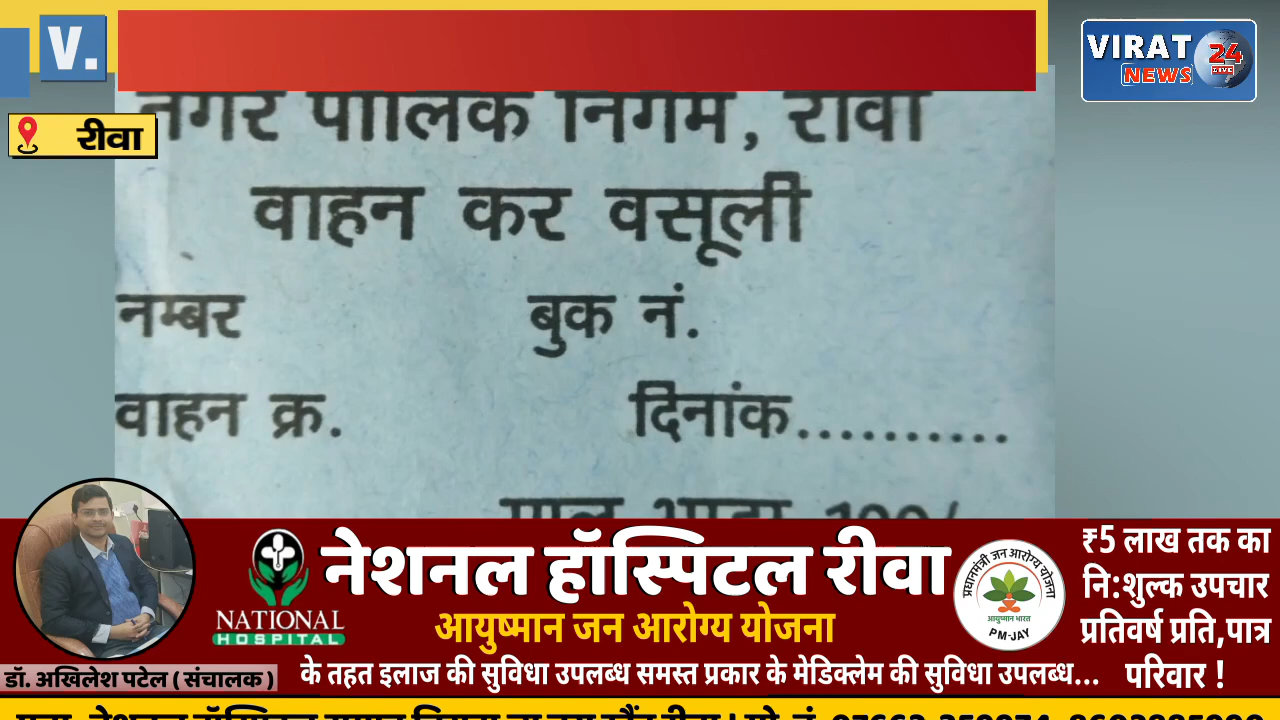 V.
VIRAT
24
NEWS
LIVE
रीवा
नगर पालिक निगम, रीवा
वाहन कर वसूली
नम्बर बुक नं.
वाहन क्र. दिनांक..........
नेशनल हॉस्पिटल रीवा
आयुष्मान जन आरोग्य योजना
के तहत इलाज की सुविधा उपलब्ध समस्त प्रकार के मेडिक्लेम की सुविधा उपलब्ध...
NATIONAL
HOSPITAL
प्रधानमंत्री जन आरोग्य योजना
आयुष्मान भारत
PM-JAY
₹5 लाख तक का
नि:शुल्क उपचार
प्रतिवर्ष प्रति,पात्र
परिवार !
डॉ. अखिलेश पटेल ( संचालक )